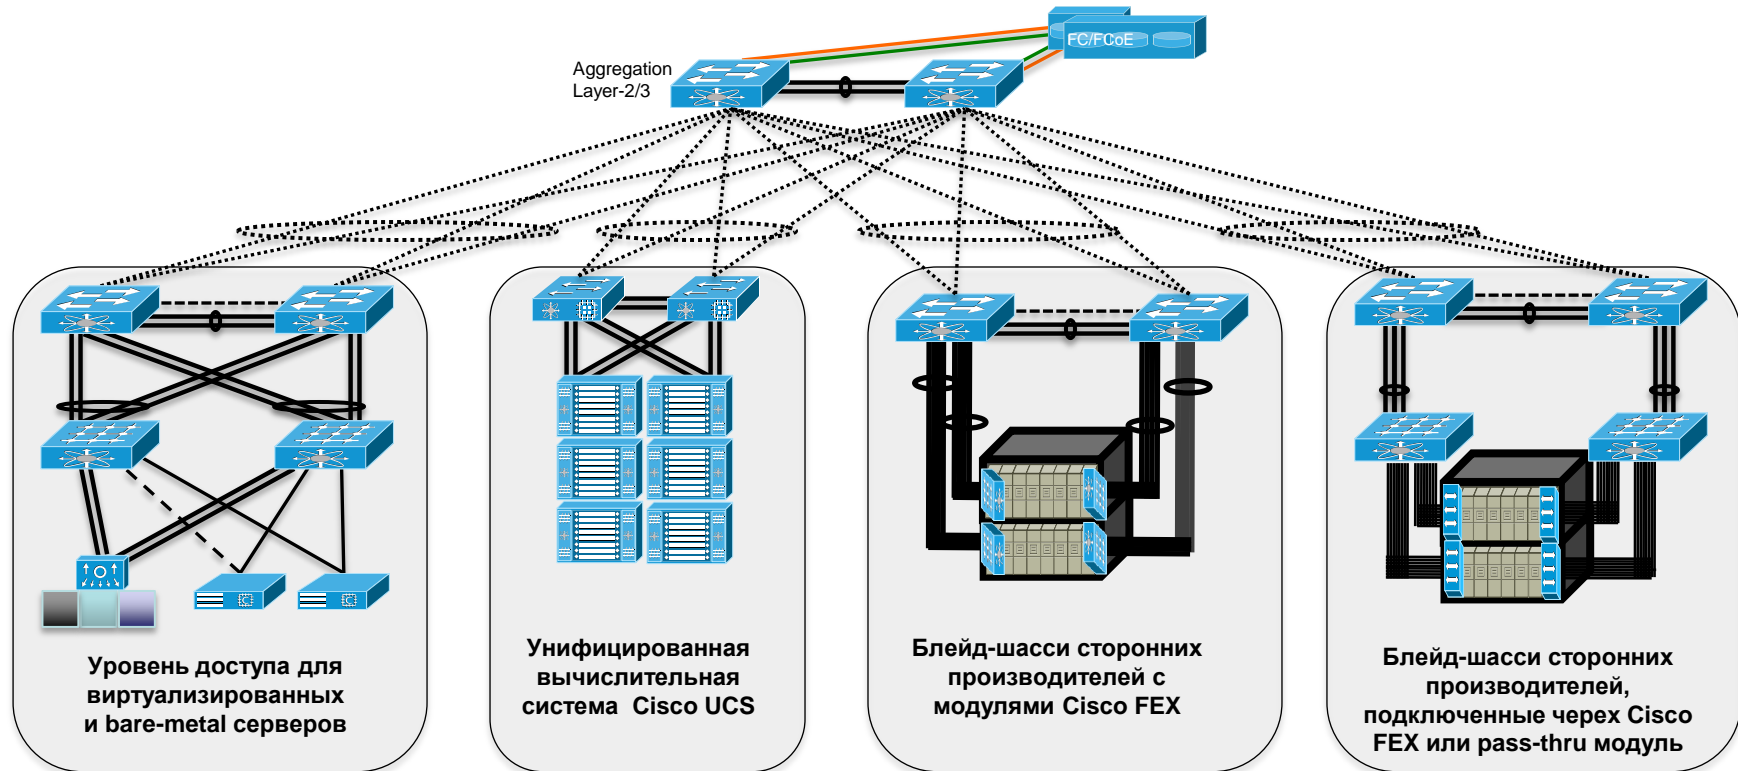 FC/FCoE
Aggregation
Layer-2/3
Уровень доступа для
виртуализированных
и bare-metal серверов
Унифицированная
вычислительная
система Cisco UCS
Блейд-шасси сторонних
производителей с
модулями Cisco FEX
Блейд-шасси сторонних
производителей,
подключенные черех Cisco
FEX или pass-thru модуль